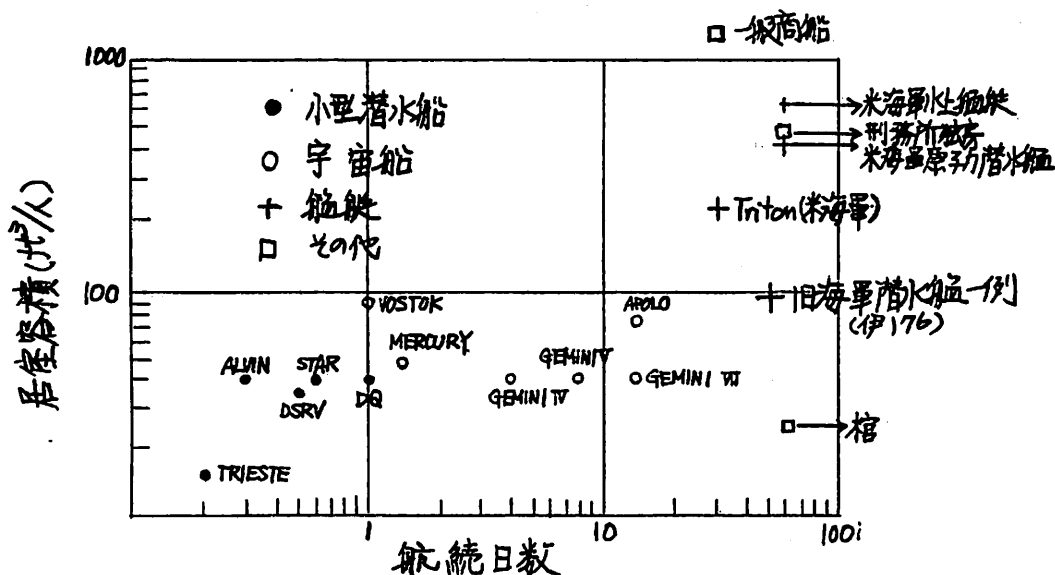 一般商船
1000
● 小型潜水船
○ 宇宙船
+ 艦艇
□ その他
米海軍水上艦艇
刑務所独房
米海軍原子力潜水艦
Triton(米海軍)
100
VOSTOK
APOLO
旧海軍潜水艦一例
(伊176)
MERCURY
ALVIN
STAR
GEMINI V
DSRV
DQ
GEMINI IV
GEMINI VII
棺
TRIESTE
居室容積(ft³/人)
1
10
100
航続日数